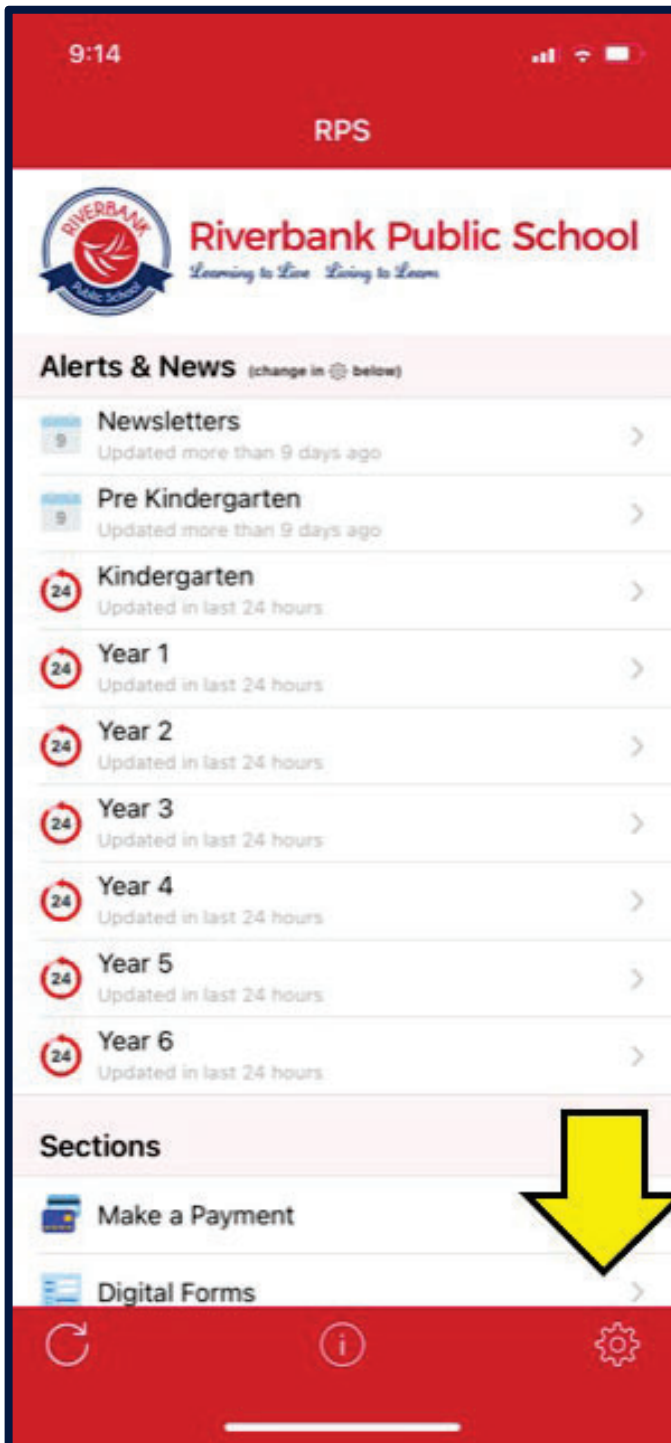 9:14
RPS
RIVERBANK
Public School
Riverbank Public School
Learning to Live Living to Learn
Alerts & News (change in below)
9
Newsletters
Updated more than 9 days ago
9
Pre Kindergarten
Updated more than 9 days ago
24
Kindergarten
Updated in last 24 hours
24
Year 1
Updated in last 24 hours
24
Year 2
Updated in last 24 hours
24
Year 3
Updated in last 24 hours
24
Year 4
Updated in last 24 hours
24
Year 5
Updated in last 24 hours
24
Year 6
Updated in last 24 hours
Sections
Make a Payment
Digital Forms
i